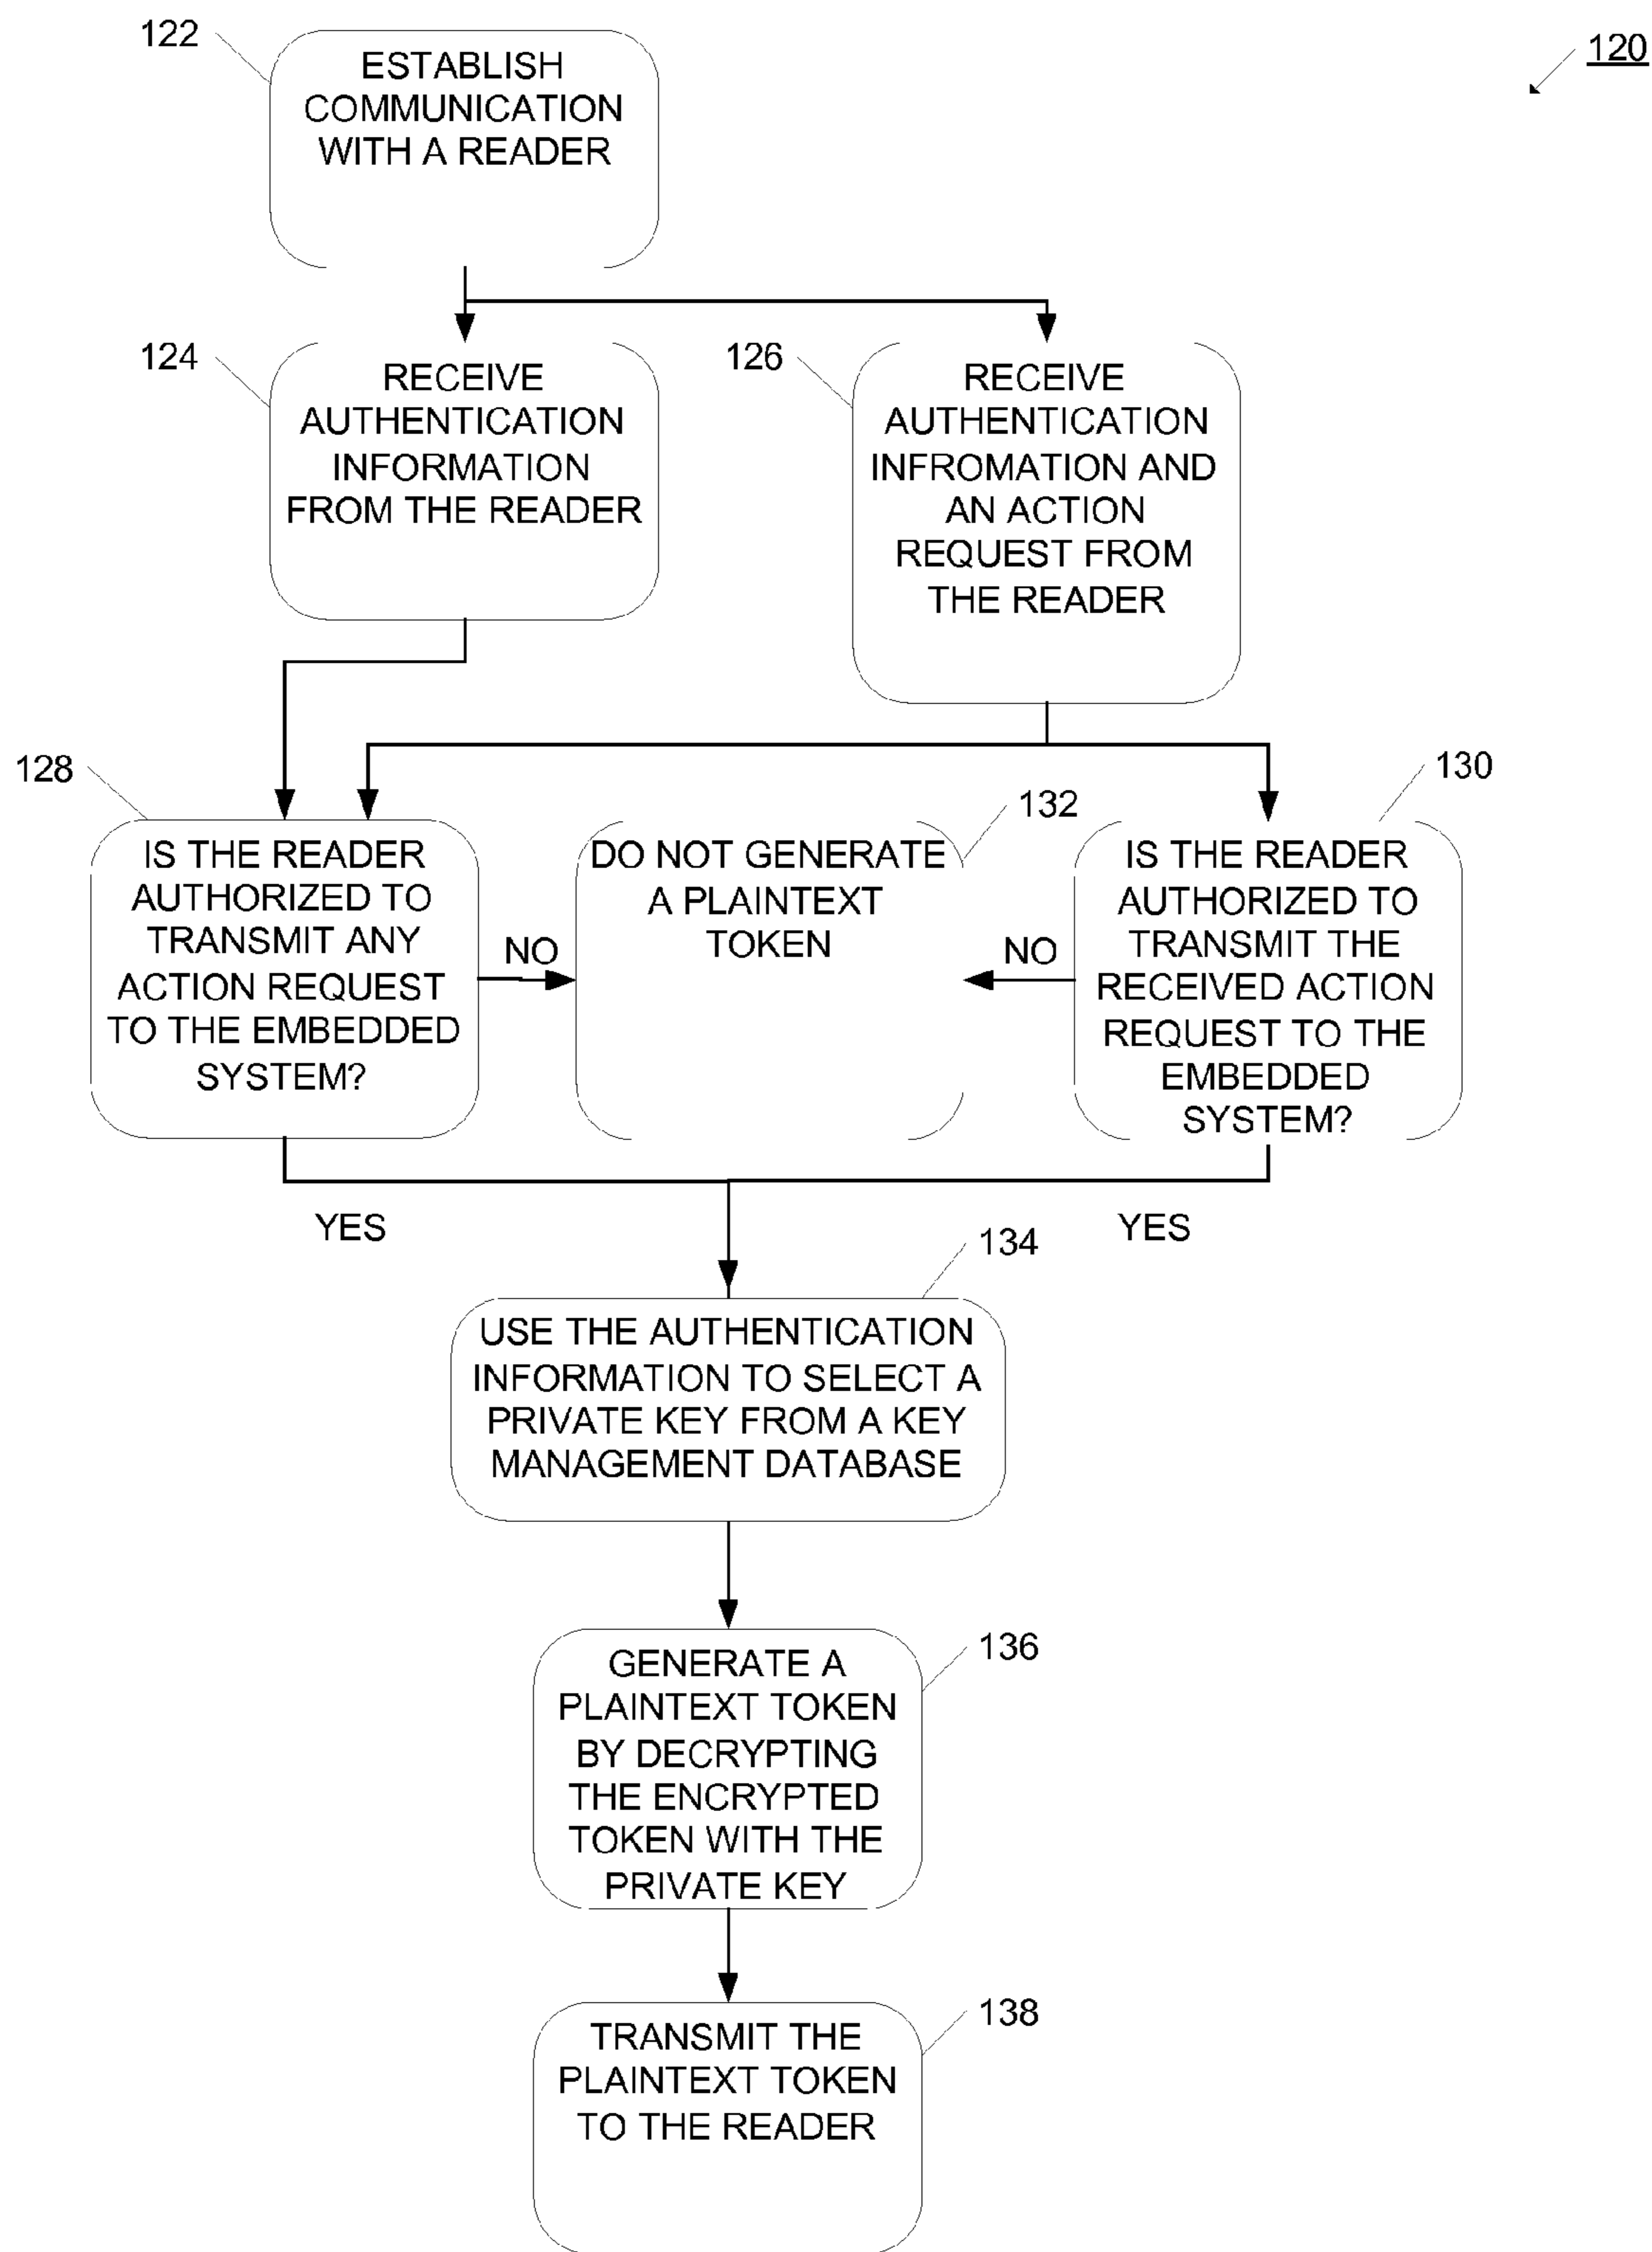 122
ESTABLISH
COMMUNICATION
WITH A READER
120
124
RECEIVE
AUTHENTICATION
INFORMATION
FROM THE READER
126
RECEIVE
AUTHENTICATION
INFROMATION AND
AN ACTION
REQUEST FROM
THE READER
128
IS THE READER
AUTHORIZED TO
TRANSMIT ANY
ACTION REQUEST
TO THE EMBEDDED
SYSTEM?
NO
132
DO NOT GENERATE
A PLAINTEXT
TOKEN
NO
130
IS THE READER
AUTHORIZED TO
TRANSMIT THE
RECEIVED ACTION
REQUEST TO THE
EMBEDDED
SYSTEM?
YES
YES
134
USE THE AUTHENTICATION
INFORMATION TO SELECT A
PRIVATE KEY FROM A KEY
MANAGEMENT DATABASE
136
GENERATE A
PLAINTEXT TOKEN
BY DECRYPTING
THE ENCRYPTED
TOKEN WITH THE
PRIVATE KEY
138
TRANSMIT THE
PLAINTEXT TOKEN
TO THE READER